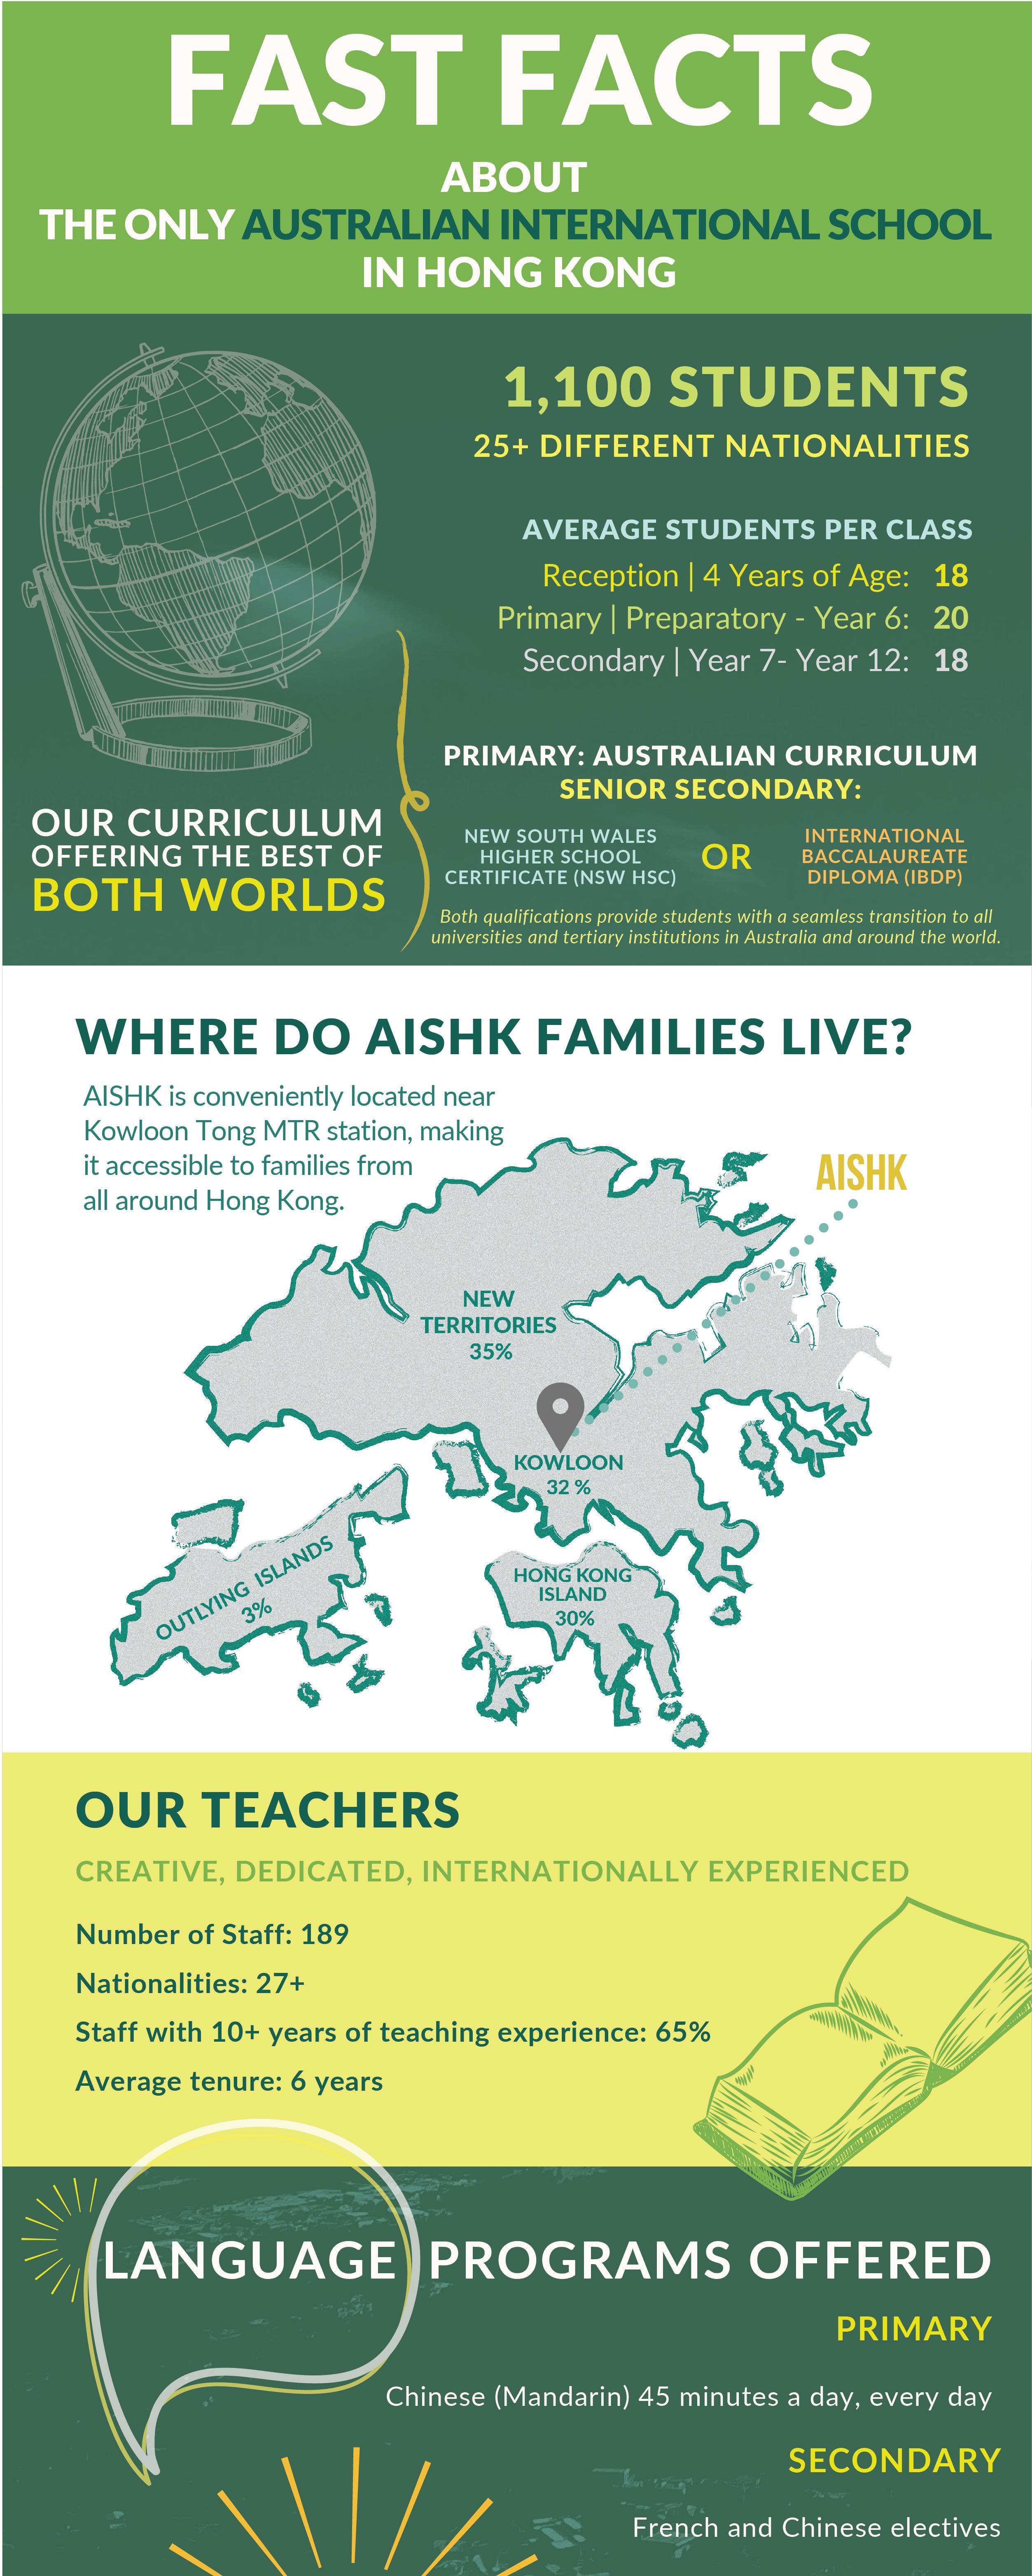 FAST FACTS
ABOUT
THE ONLY AUSTRALIAN INTERNATIONAL SCHOOL
IN HONG KONG
1,100 STUDENTS
25+ DIFFERENT NATIONALITIES
AVERAGE STUDENTS PER CLASS
Reception | 4 Years of Age: 18
Primary | Preparatory - Year 6: 20
Secondary | Year 7- Year 12: 18
OUR CURRICULUM
OFFERING THE BEST OF
BOTH WORLDS
PRIMARY: AUSTRALIAN CURRICULUM
SENIOR SECONDARY:
NEW SOUTH WALES
HIGHER SCHOOL
CERTIFICATE (NSW HSC)
OR
INTERNATIONAL
BACCALAUREATE
DIPLOMA (IBDP)
Both qualifications provide students with a seamless transition to all
universities and tertiary institutions in Australia and around the world.
WHERE DO AISHK FAMILIES LIVE?
AISHK is conveniently located near
Kowloon Tong MTR station, making
it accessible to families from
all around Hong Kong.
AISHK
NEW
TERRITORIES
35%
KOWLOON
32 %
OUTLYING ISLANDS
3%
HONG KONG
ISLAND
30%
OUR TEACHERS
CREATIVE, DEDICATED, INTERNATIONALLY EXPERIENCED
Number of Staff: 189
Nationalities: 27+
Staff with 10+ years of teaching experience: 65%
Average tenure: 6 years
LANGUAGE PROGRAMS OFFERED
PRIMARY
Chinese (Mandarin) 45 minutes a day, every day
SECONDARY
French and Chinese electives